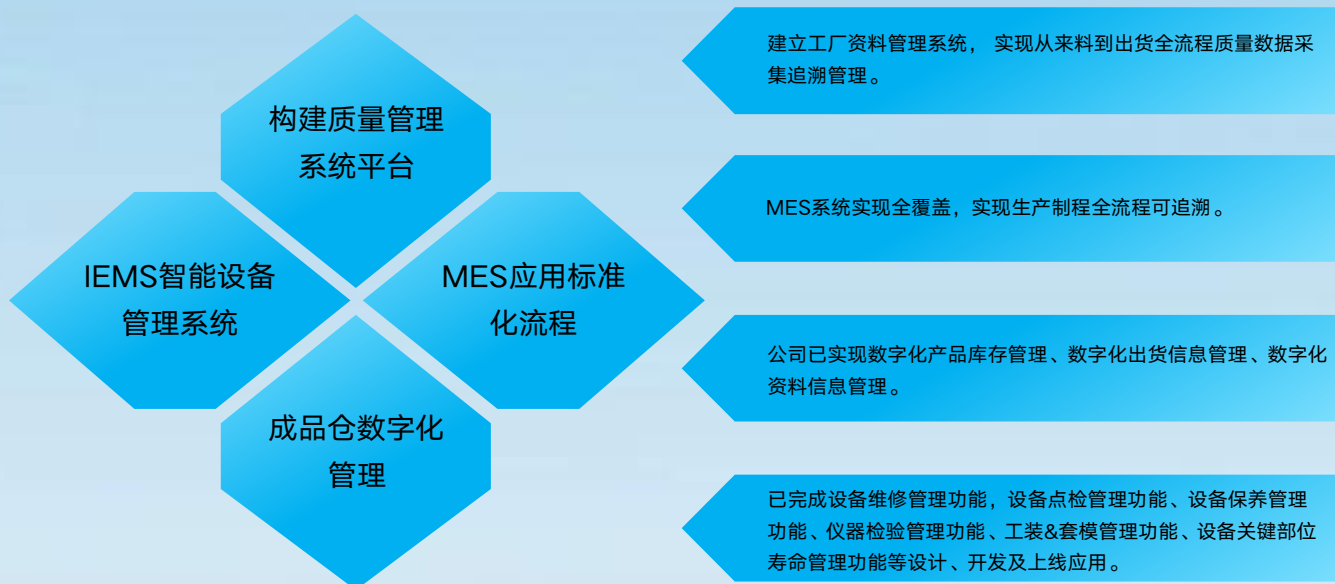 构建质量管理
系统平台
IEMS智能设备
管理系统
MES应用标准
化流程
成品仓数字化
管理
建立工厂资料管理系统， 实现从来料到出货全流程质量数据采
集追溯管理。
MES系统实现全覆盖，实现生产制程全流程可追溯。
公司已实现数字化产品库存管理、数字化出货信息管理、数字化
资料信息管理。
已完成设备维修管理功能，设备点检管理功能、设备保养管理
功能、仪器检验管理功能、工装&套模管理功能、设备关键部位
寿命管理功能等设计、开发及上线应用。